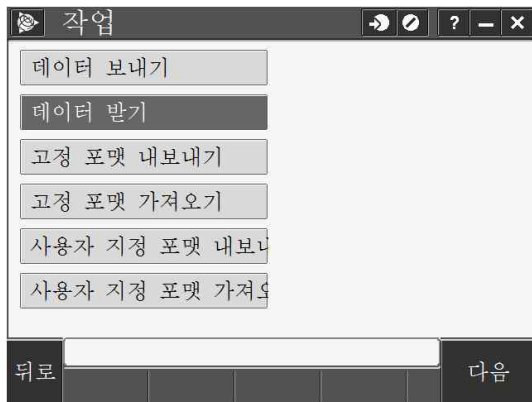 작업
?
데이터 보내기
데이터 받기
고정 포맷 내보내기
고정 포맷 가져오기
사용자 지정 포맷 내보
사용자 지정 포맷 가져
뒤로
다음